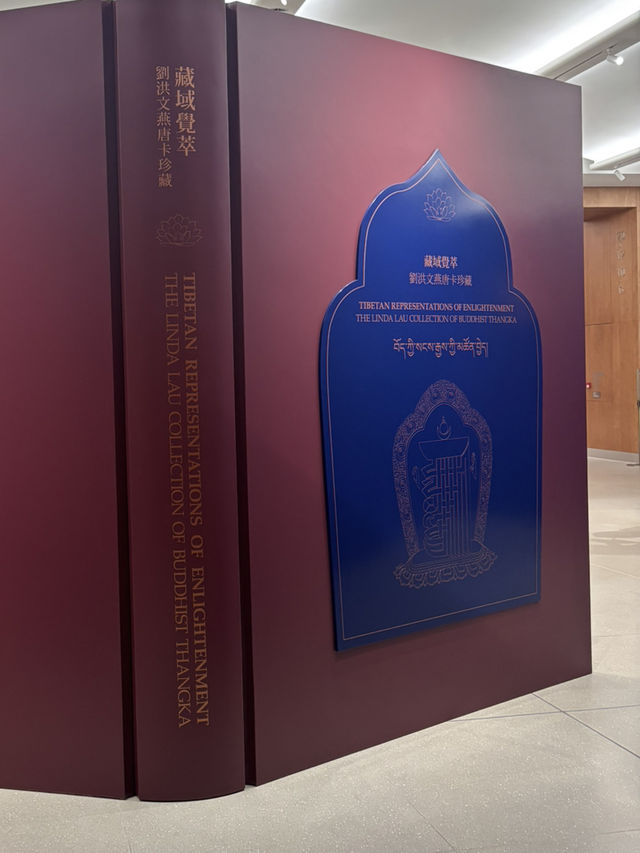 藏域覺萃
劉洪文燕唐卡珍藏
TIBETAN REPRESENTATIONS OF ENLIGHTENMENT
THE LINDA LAU COLLECTION OF BUDDHIST THANGKA
藏域覺萃
劉洪文燕唐卡珍藏
TIBETAN REPRESENTATIONS OF ENLIGHTENMENT
THE LINDA LAU COLLECTION OF BUDDHIST THANGKA
བོད་ཀྱི་སངས་རྒྱས་ཀྱི་མཚོན་བྱེད།